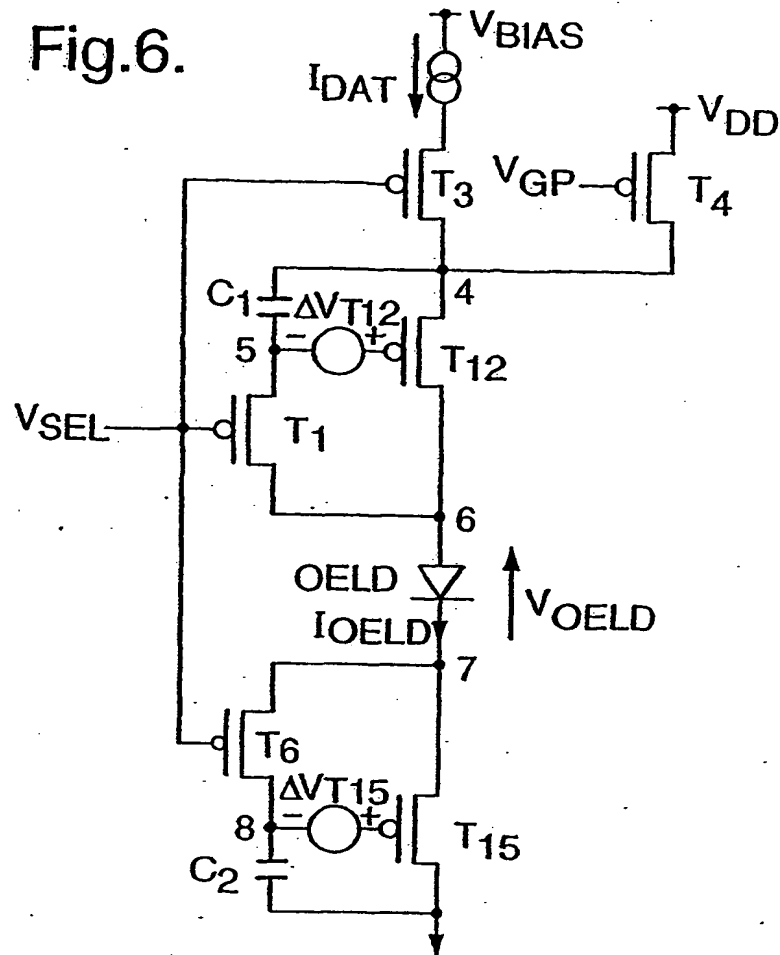 Fig.6.
VBIAS
IDAT
VDD
T3
VGP
T4
4
C1
ΔVT12
5
- +
T12
VSEL
T1
6
OELD
IOELD
VOELD
7
T6
ΔVT15
8
- +
T15
C2